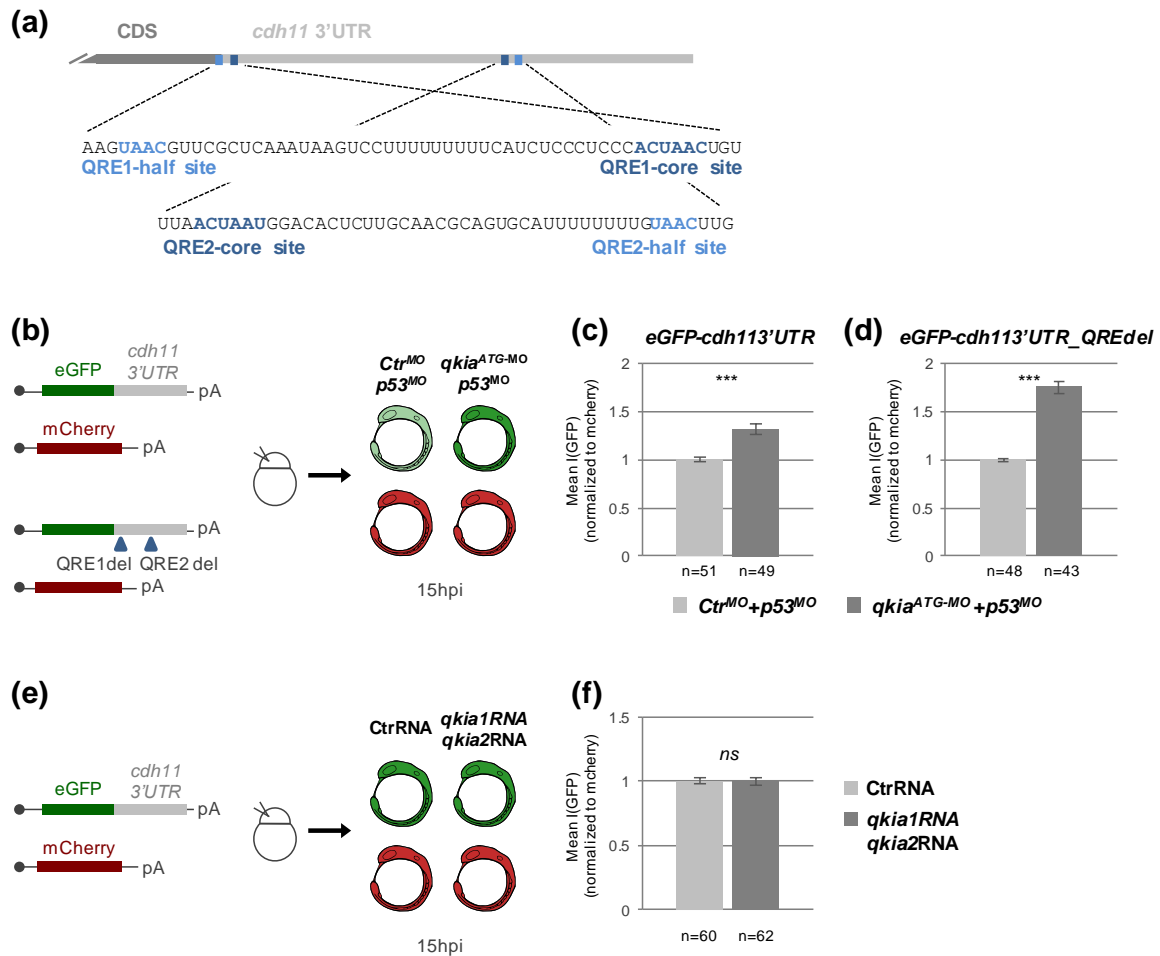 (a)
CDS
cdh11 3'UTR
AAGUAACGUUCGCUCAAAUAAGUCCUUUUUUUUUCAUCUCCCUCCCACUAACUGU
QRE1-half site
QRE1-core site
UUAACUAAUGGACACUCUUGCAACGCAGUGCAUUUUUUUUGUAACUUG
QRE2-core site
QRE2-half site
(b)
cdh11
3'UTR
eGFP
pA
mCherry
pA
pA
QRE1del
QRE2 del
pA
Ctr^MO
p53^MO
qkia^ATG-MO
p53^MO
15hpi
(c)
eGFP-cdh113'UTR
Mean I(GFP)
(normalized to mcherry)
2
1.5
1
0.5
0
***
n=51
n=49
(d)
eGFP-cdh113'UTR_QREdel
Mean I(GFP)
(normalized to mcherry)
2
1.5
1
0.5
0
***
n=48
n=43
Ctr^MO+p53^MO
qkia^ATG-MO +p53^MO
(e)
cdh11
3'UTR
eGFP
pA
mCherry
pA
CtrRNA
qkia1RNA
qkia2RNA
15hpi
(f)
Mean I(GFP)
(normalized to mcherry)
1.5
1
0.5
0
ns
n=60
n=62
CtrRNA
qkia1RNA
qkia2RNA